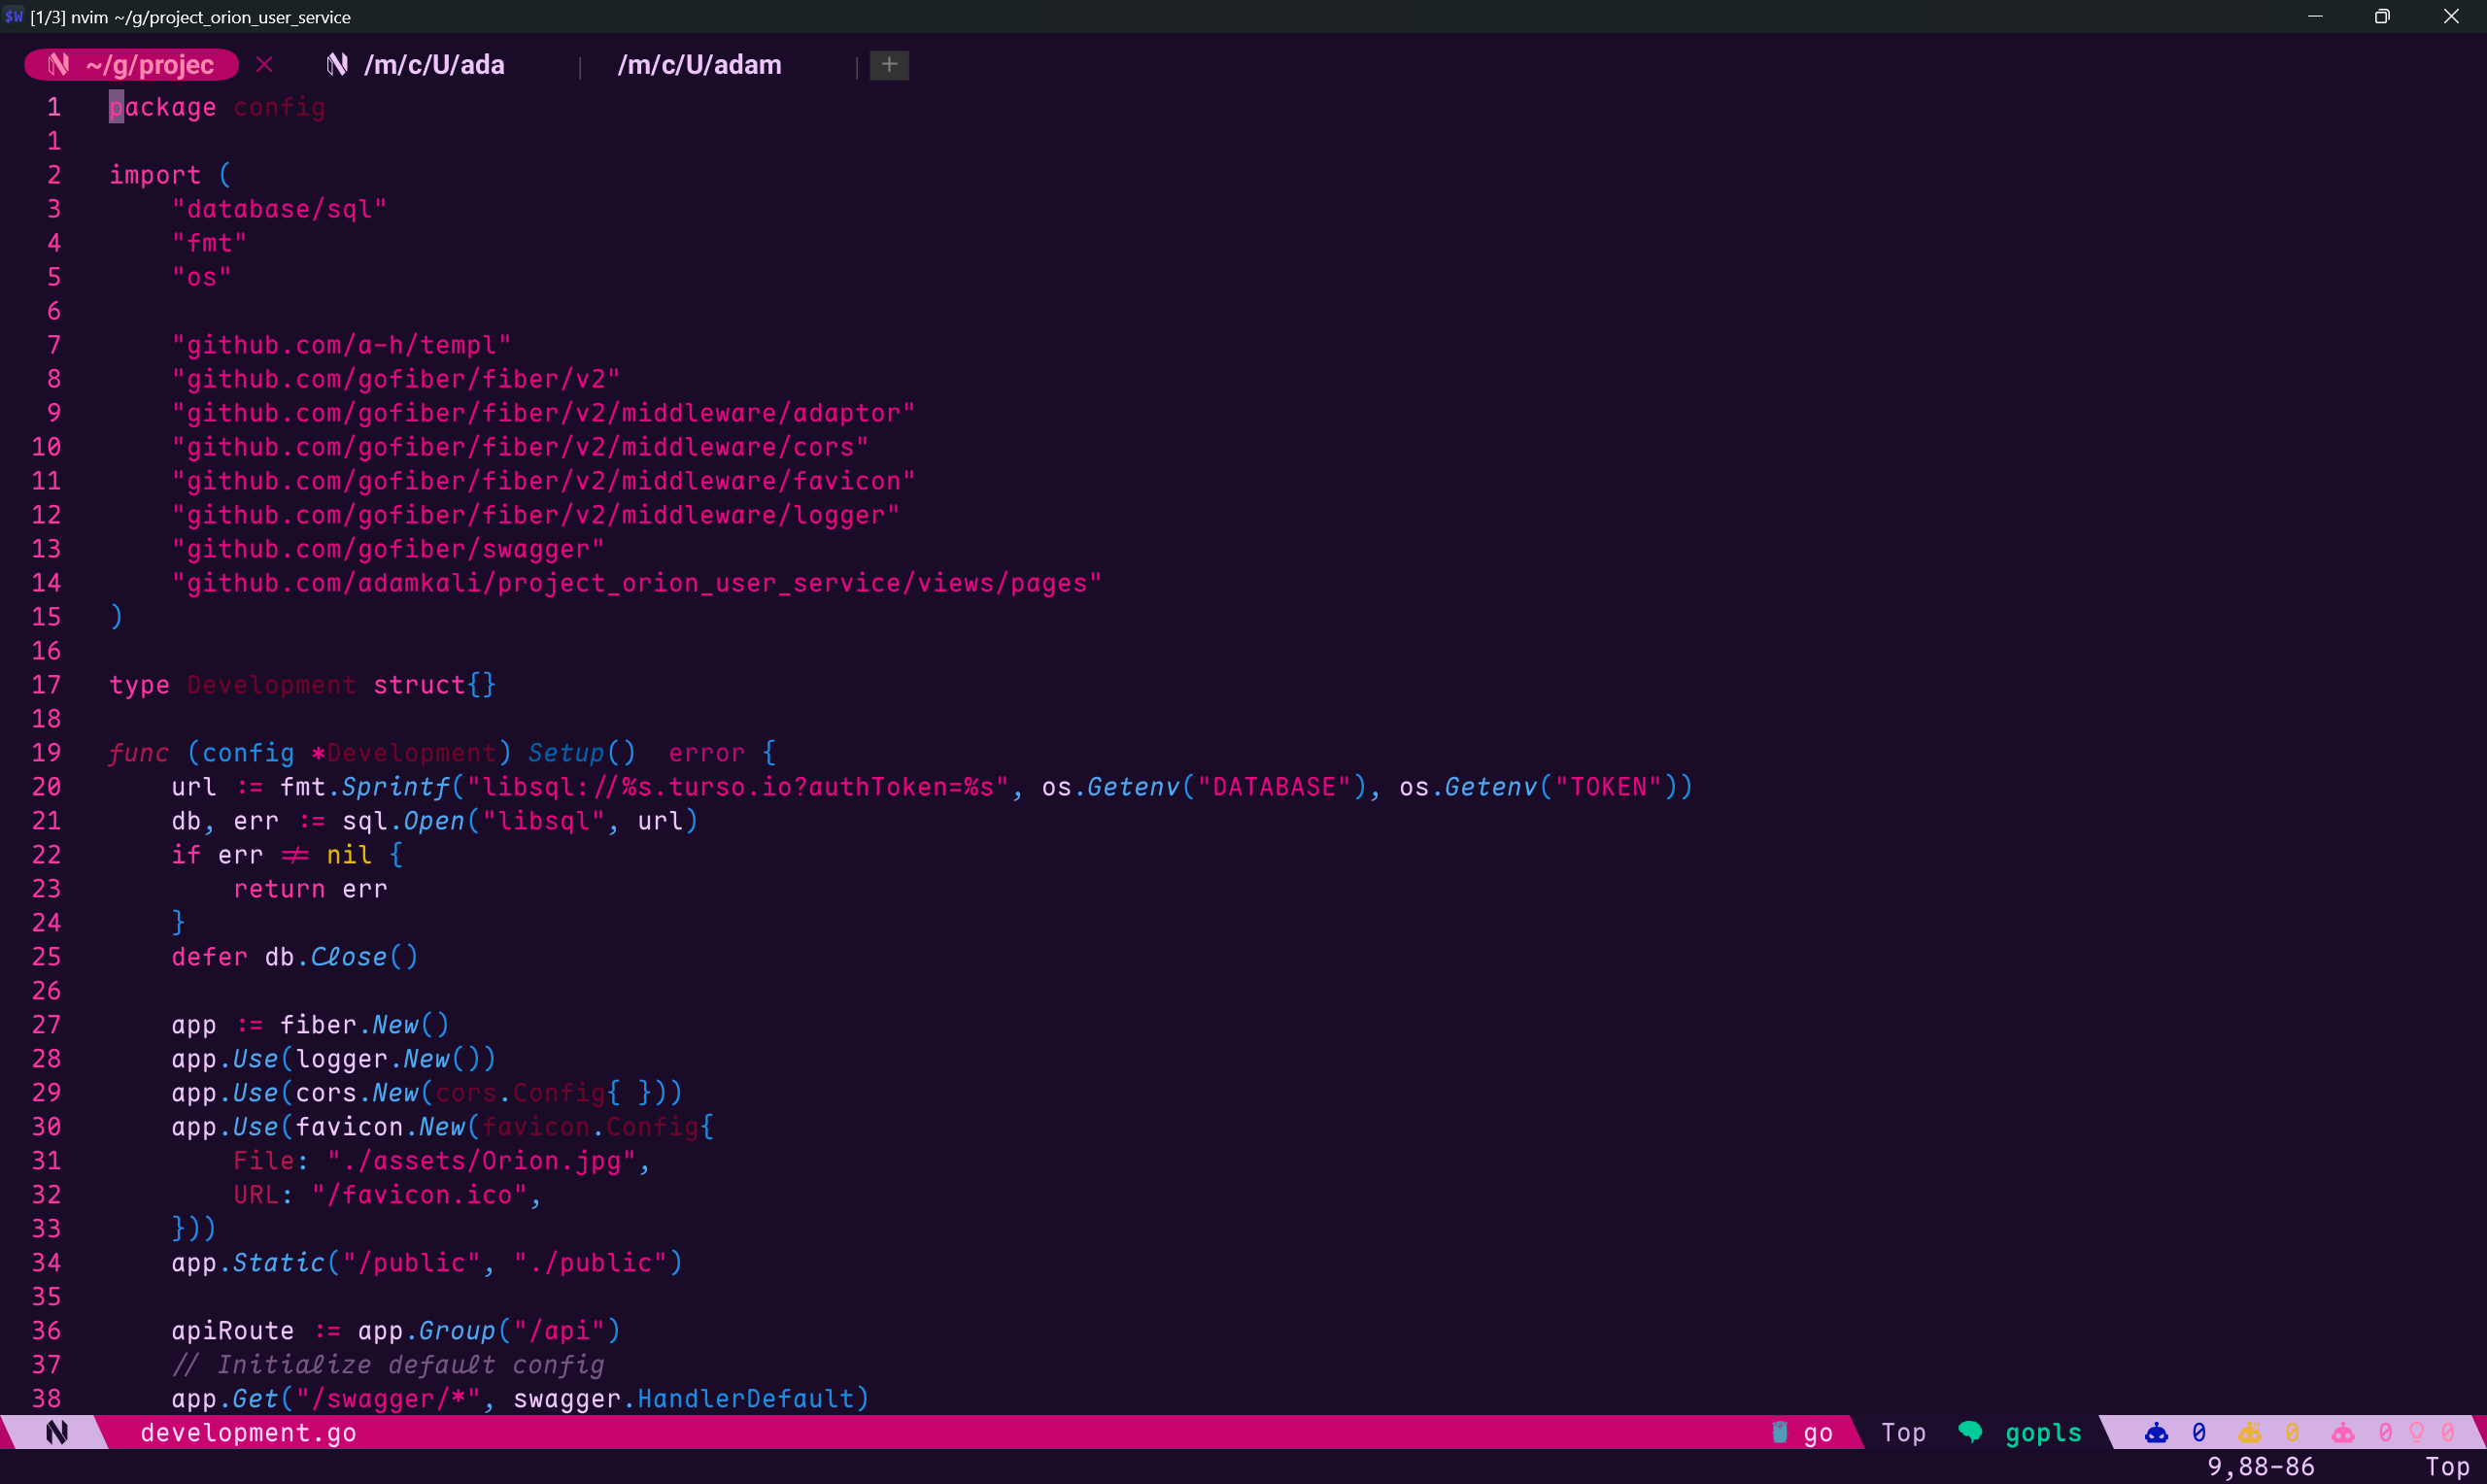 $W [1/3] nvim ~/g/project_orion_user_service
~/g/projec /m/c/U/ada | /m/c/U/adam | +
1 package config
1
2 import (
3 "database/sql"
4 "fmt"
5 "os"
6
7 "github.com/a-h/templ"
8 "github.com/gofiber/fiber/v2"
9 "github.com/gofiber/fiber/v2/middleware/adaptor"
10 "github.com/gofiber/fiber/v2/middleware/cors"
11 "github.com/gofiber/fiber/v2/middleware/favicon"
12 "github.com/gofiber/fiber/v2/middleware/logger"
13 "github.com/gofiber/swagger"
14 "github.com/adamkali/project_orion_user_service/views/pages"
15 )
16
17 type Development struct{}
18
19 func (config *Development) Setup()  error {
20 url := fmt.Sprintf("libsql://%s.turso.io?authToken=%s", os.Getenv("DATABASE"), os.Getenv("TOKEN"))
21 db, err := sql.Open("libsql", url)
22 if err != nil {
23 return err
24 }
25 defer db.Close()
26
27 app := fiber.New()
28 app.Use(logger.New())
29 app.Use(cors.New(cors.Config{ }))
30 app.Use(favicon.New(favicon.Config{
31 File: "./assets/Orion.jpg",
32 URL: "/favicon.ico",
33 }))
34 app.Static("/public", "./public")
35
36 apiRoute := app.Group("/api")
37 // Initialize default config
38 app.Get("/swagger/*", swagger.HandlerDefault)
development.go go Top gopls 0 0 0 0
9,88-86 Top